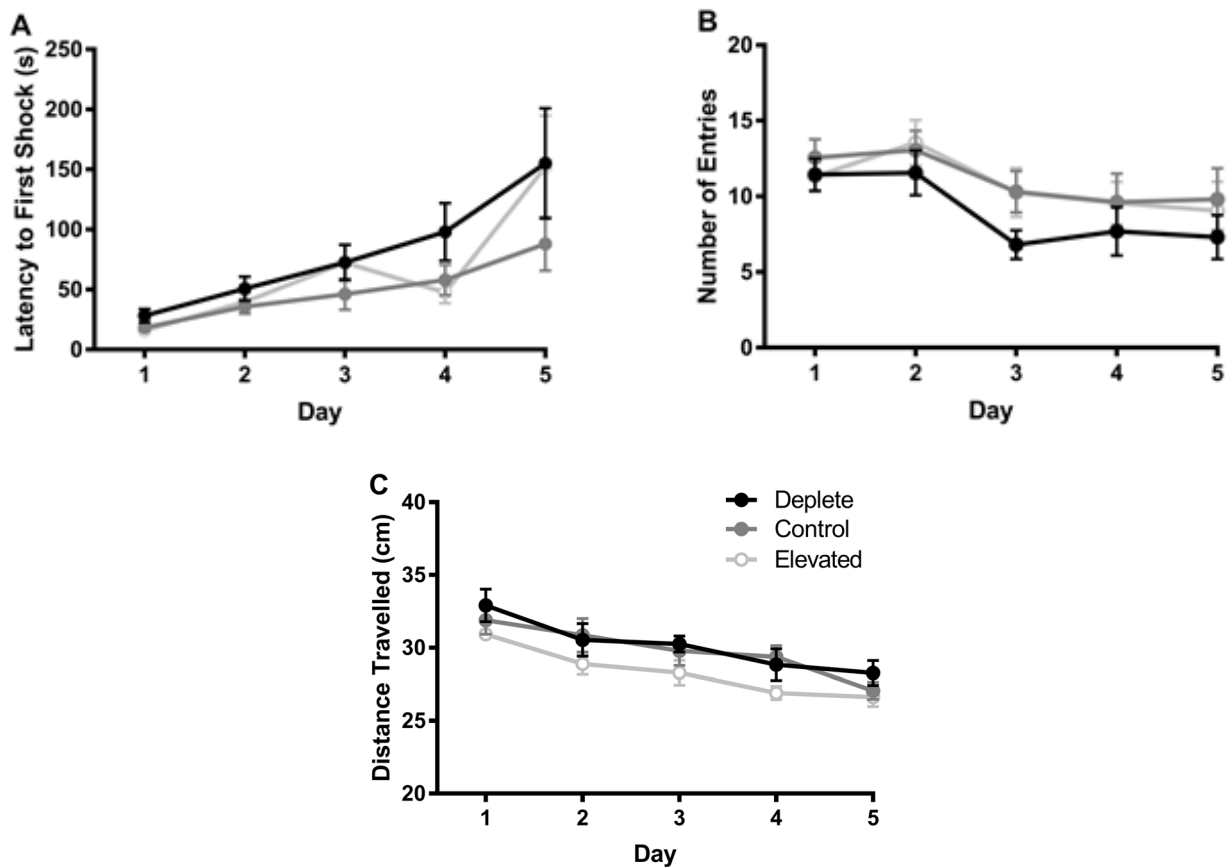 A
Latency to First Shock (s)
250
200
150
100
50
0
1 2 3 4 5
Day
B
Number of Entries
20
15
10
5
0
1 2 3 4 5
Day
C
Distance Travelled (cm)
40
35
30
25
20
1 2 3 4 5
Day
Deplete
Control
Elevated